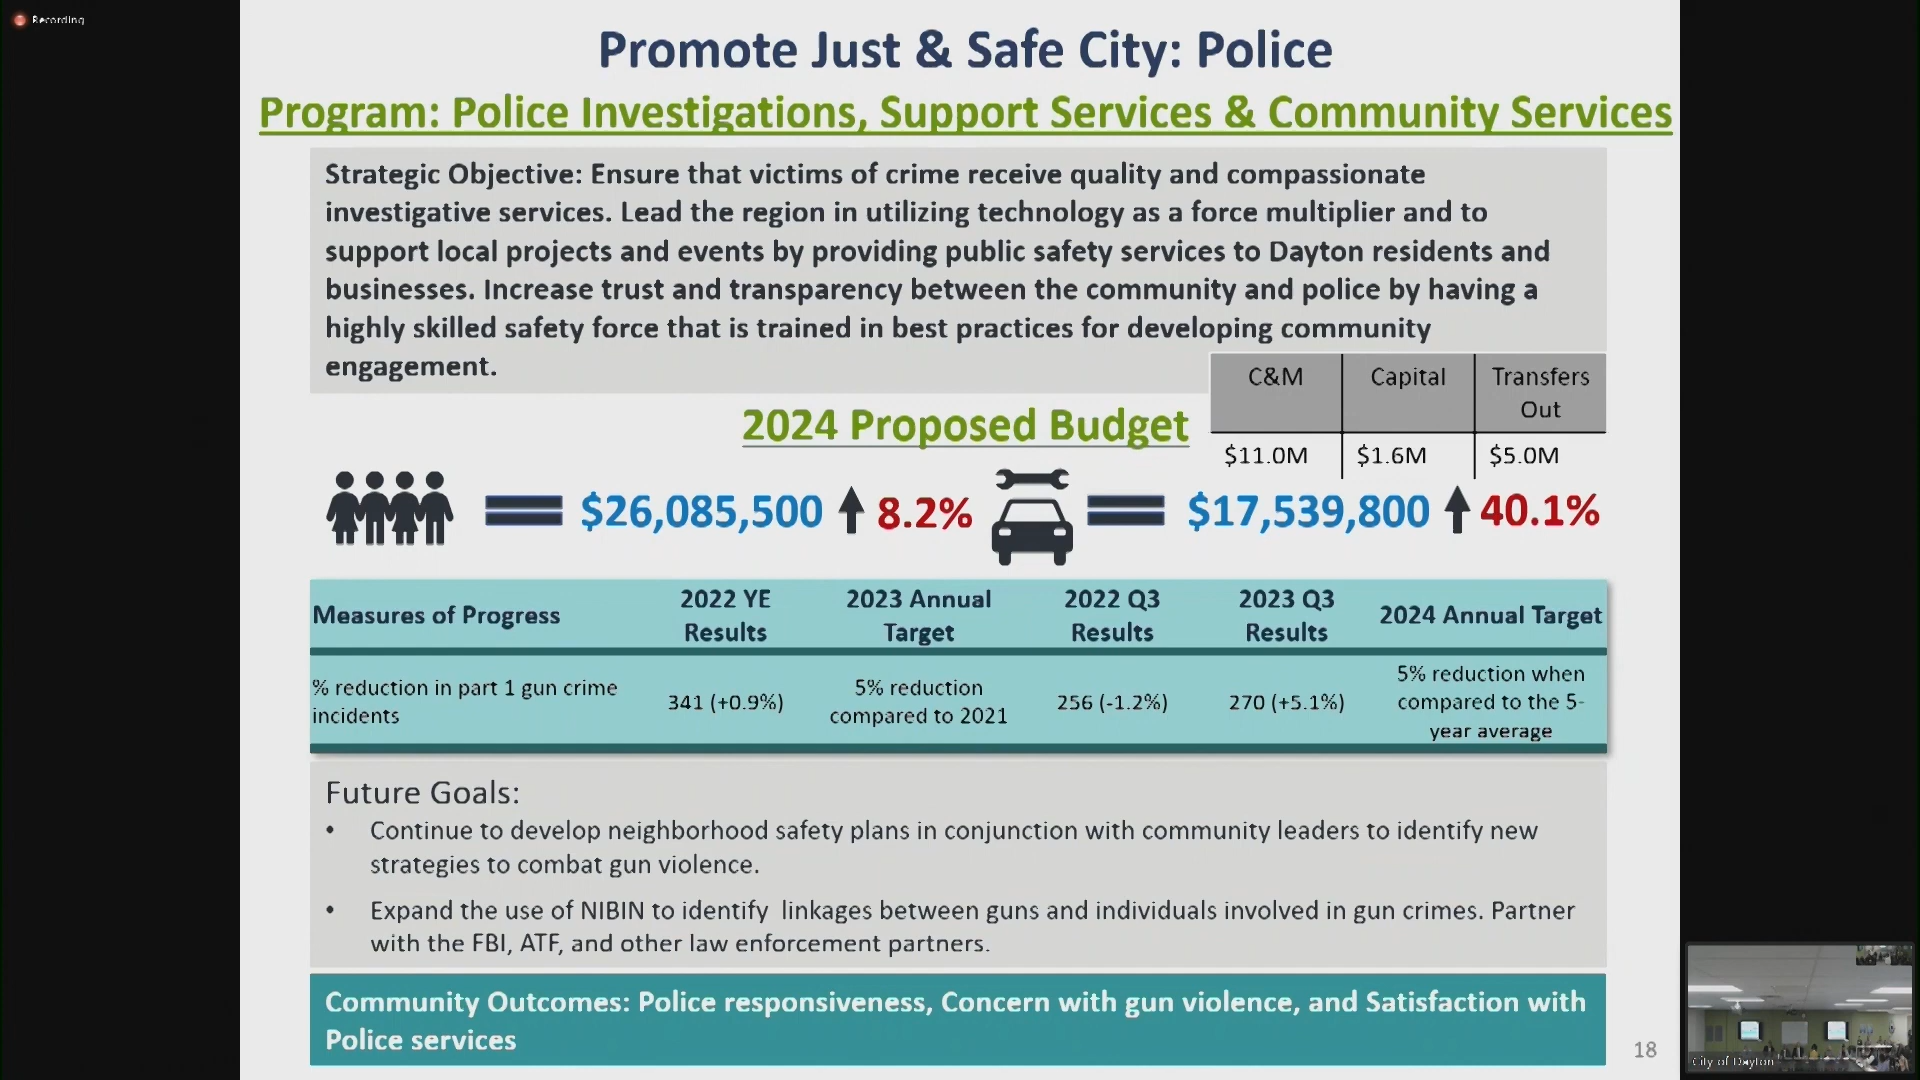 Recording
Promote Just & Safe City: Police
Program: Police Investigations, Support Services & Community Services
Strategic Objective: Ensure that victims of crime receive quality and compassionate
investigative services. Lead the region in utilizing technology as a force multiplier and to
support local projects and events by providing public safety services to Dayton residents and
businesses. Increase trust and transparency between the community and police by having a
highly skilled safety force that is trained in best practices for developing community
engagement.
C&M
Capital
Transfers
Out
2024 Proposed Budget
$11.0M
$1.6M
$5.0M
$26,085,500
8.2%
$17,539,800
40.1%
Measures of Progress
2022 YE
Results
2023 Annual
Target
2022 Q3
Results
2023 Q3
Results
2024 Annual Target
% reduction in part 1 gun crime
incidents
341 (+0.9%)
5% reduction
compared to 2021
256 (-1.2%)
270 (+5.1%)
5% reduction when
compared to the 5-
year average
Future Goals:
• Continue to develop neighborhood safety plans in conjunction with community leaders to identify new
strategies to combat gun violence.
• Expand the use of NIBIN to identify linkages between guns and individuals involved in gun crimes. Partner
with the FBI, ATF, and other law enforcement partners.
Community Outcomes: Police responsiveness, Concern with gun violence, and Satisfaction with
Police services
18
City of Dayton